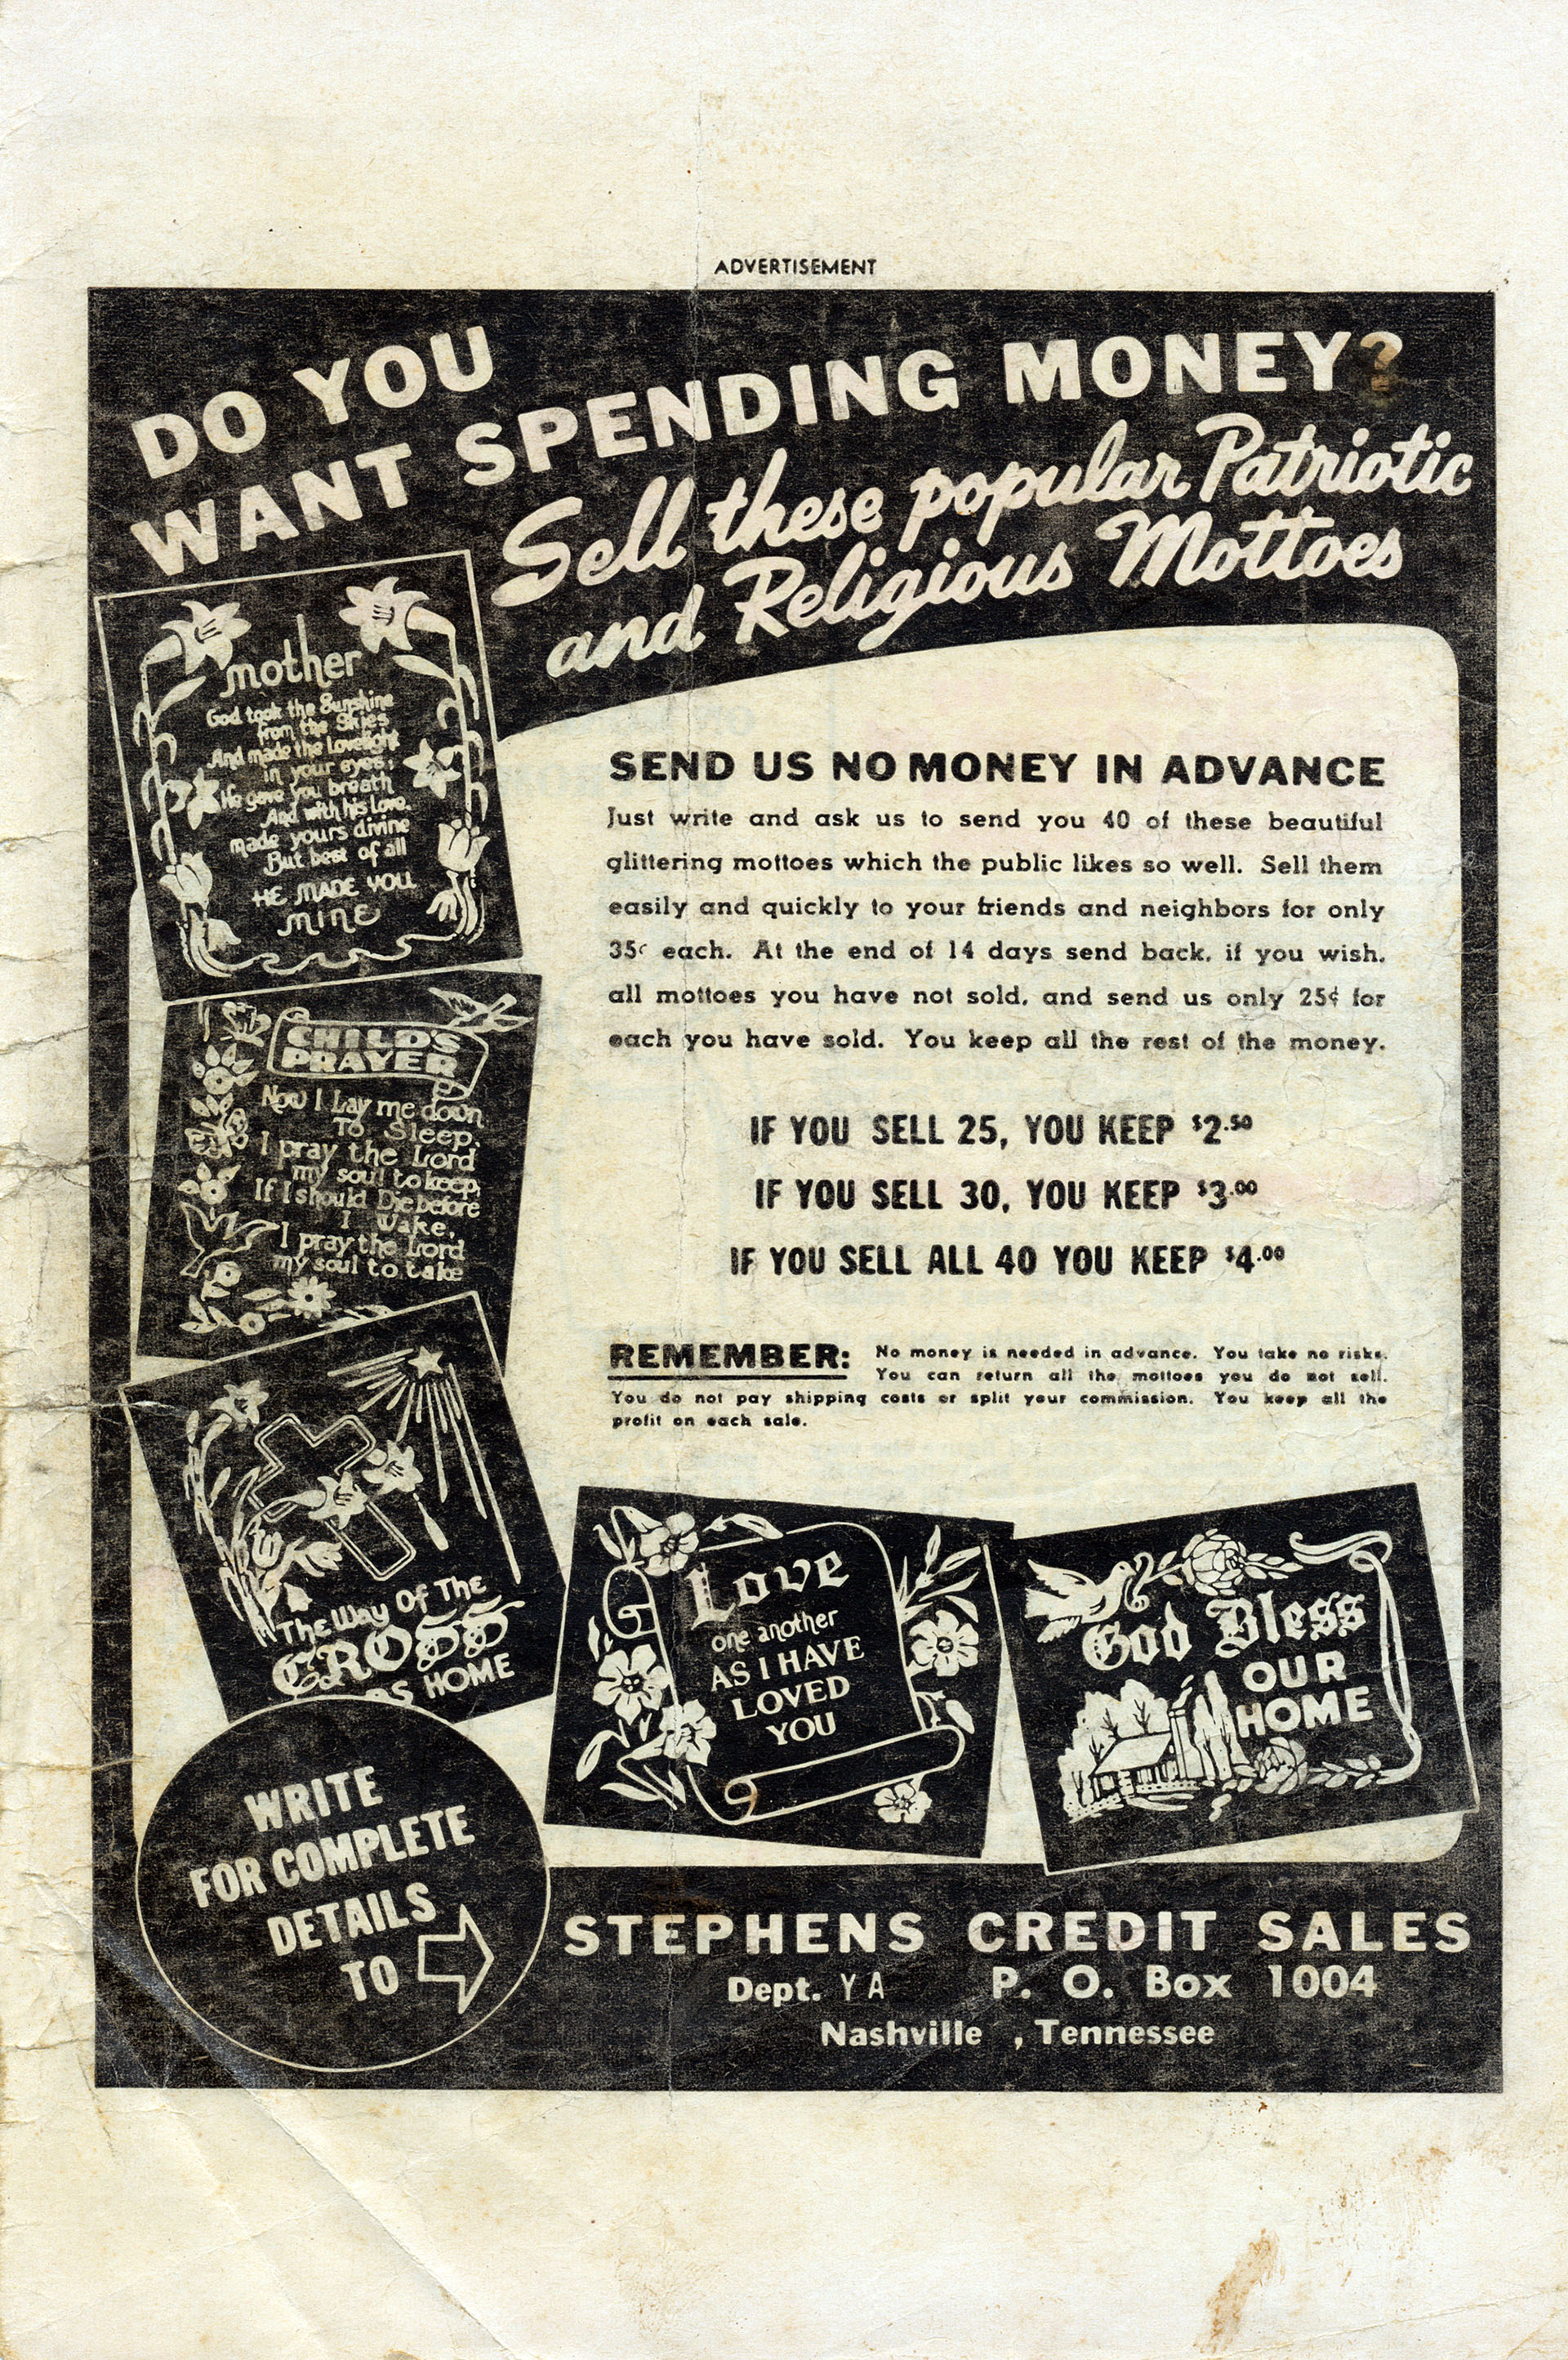 ADVERTISEMENT
DO YOU
WANT SPENDING MONEY?
Sell these popular Patriotic
and Religious Mottoes
mother
God took the Sunshine
from the Skies
And made the Lovelight
in your eyes.
He gave you breath
And with his Love.
made yours divine
But best of all
HE MADE YOU
MINE
CHILD'S
PRAYER
Now I Lay me down
TO Sleep.
I pray the Lord
my soul to keep,
If I should Die before
I Wake,
I pray the Lord
my soul to take
The Way Of The
CROSS
HOME
SEND US NO MONEY IN ADVANCE
Just write and ask us to send you 40 of these beautiful
glittering mottoes which the public likes so well. Sell them
easily and quickly to your friends and neighbors for only
35¢ each. At the end of 14 days send back, if you wish,
all mottoes you have not sold, and send us only 25¢ for
each you have sold. You keep all the rest of the money.
IF YOU SELL 25, YOU KEEP $2.50
IF YOU SELL 30, YOU KEEP $3.00
IF YOU SELL ALL 40 YOU KEEP $4.00
REMEMBER: No money is needed in advance. You take no risks.
You can return all the mottoes you do not sell.
You do not pay shipping costs or split your commission. You keep all the
profit on each sale.
Love
one another
AS I HAVE
LOVED
YOU
God Bless
OUR
HOME
WRITE
FOR COMPLETE
DETAILS
TO
STEPHENS CREDIT SALES
Dept. YA P. O. Box 1004
Nashville , Tennessee